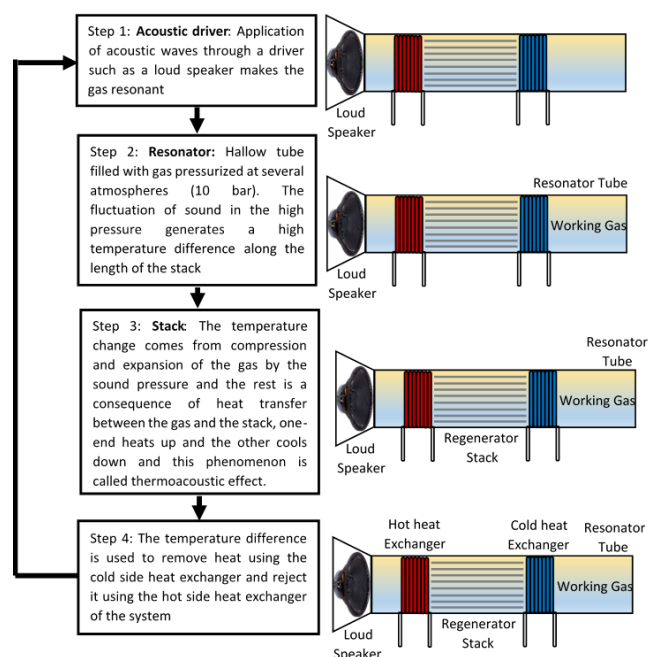 Step 1: Acoustic driver: Application
of acoustic waves through a driver
such as a loud speaker makes the
gas resonant
Loud
Speaker
Step 2: Resonator: Hallow tube
filled with gas pressurized at several
atmospheres (10 bar). The
fluctuation of sound in the high
pressure generates a high
temperature difference along the
length of the stack
Resonator Tube
Working Gas
Loud
Speaker
Step 3: Stack: The temperature
change comes from compression
and expansion of the gas by the
sound pressure and the rest is a
consequence of heat transfer
between the gas and the stack, one-
end heats up and the other cools
down and this phenomenon is
called thermoacoustic effect.
Resonator
Tube
Working Gas
Loud
Speaker
Regenerator
Stack
Step 4: The temperature difference
is used to remove heat using the
cold side heat exchanger and reject
it using the hot side heat exchanger
of the system
Hot heat
Exchanger
Cold heat
Exchanger
Resonator
Tube
Working Gas
Loud
Speaker
Regenerator
Stack